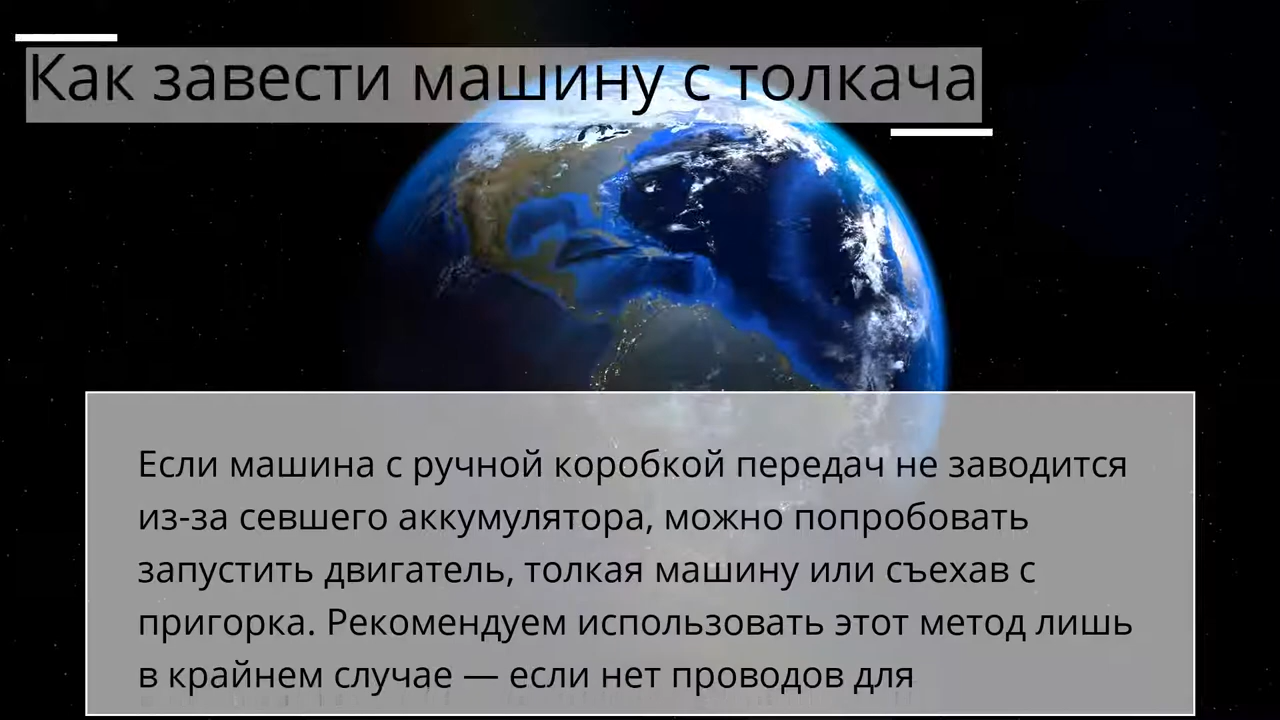 Как завести машину с толкача
Если машина с ручной коробкой передач не заводится
из-за севшего аккумулятора, можно попробовать
запустить двигатель, толкая машину или съехав с
пригорка. Рекомендуем использовать этот метод лишь
в крайнем случае — если нет проводов для